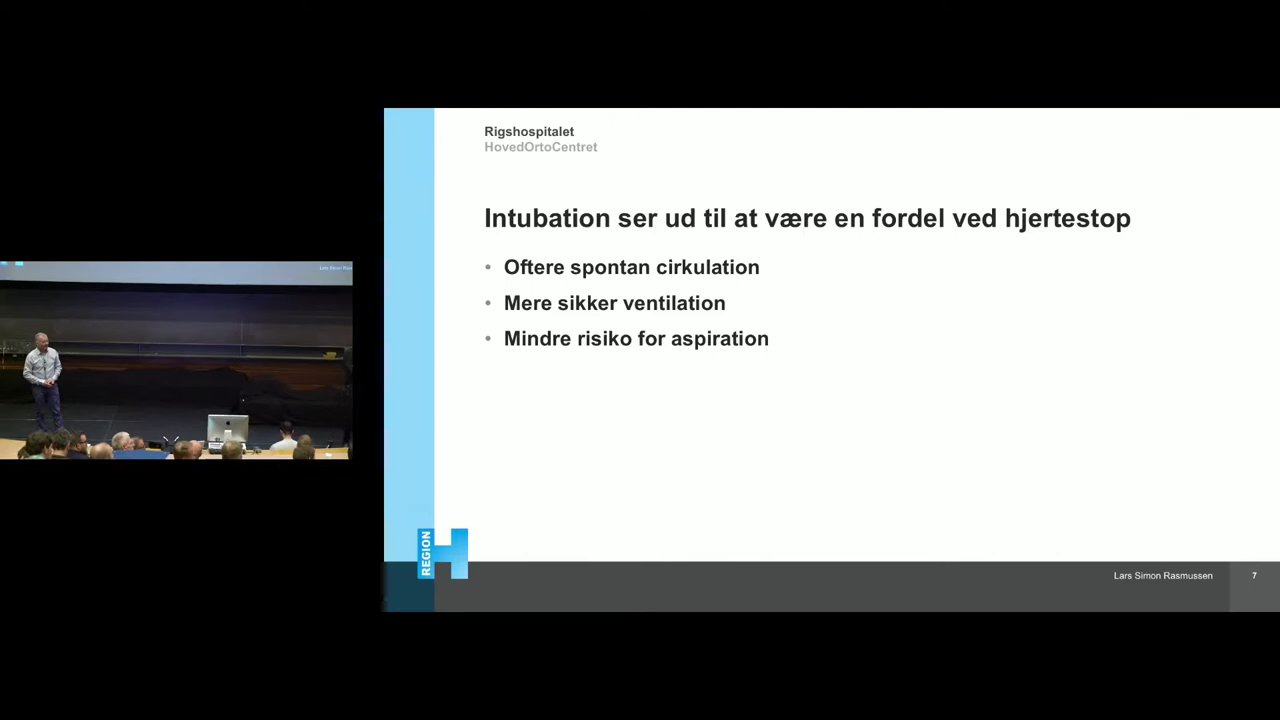 Rigshospitalet
HovedOrtoCentret
Intubation ser ud til at være en fordel ved hjertestop
• Oftere spontan cirkulation
• Mere sikker ventilation
• Mindre risiko for aspiration
REGION
Lars Simon Rasmussen
7